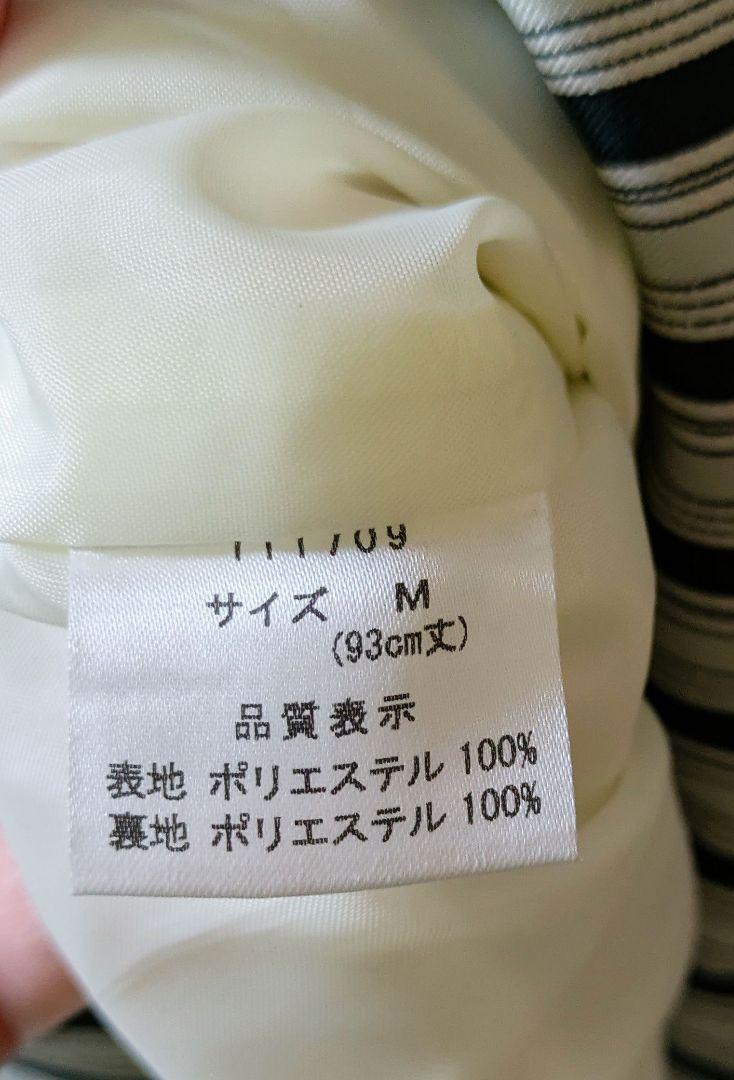 サイズ M
(93cm丈)
品質表示
表地 ポリエステル 100%
裏地 ポリエステル 100%